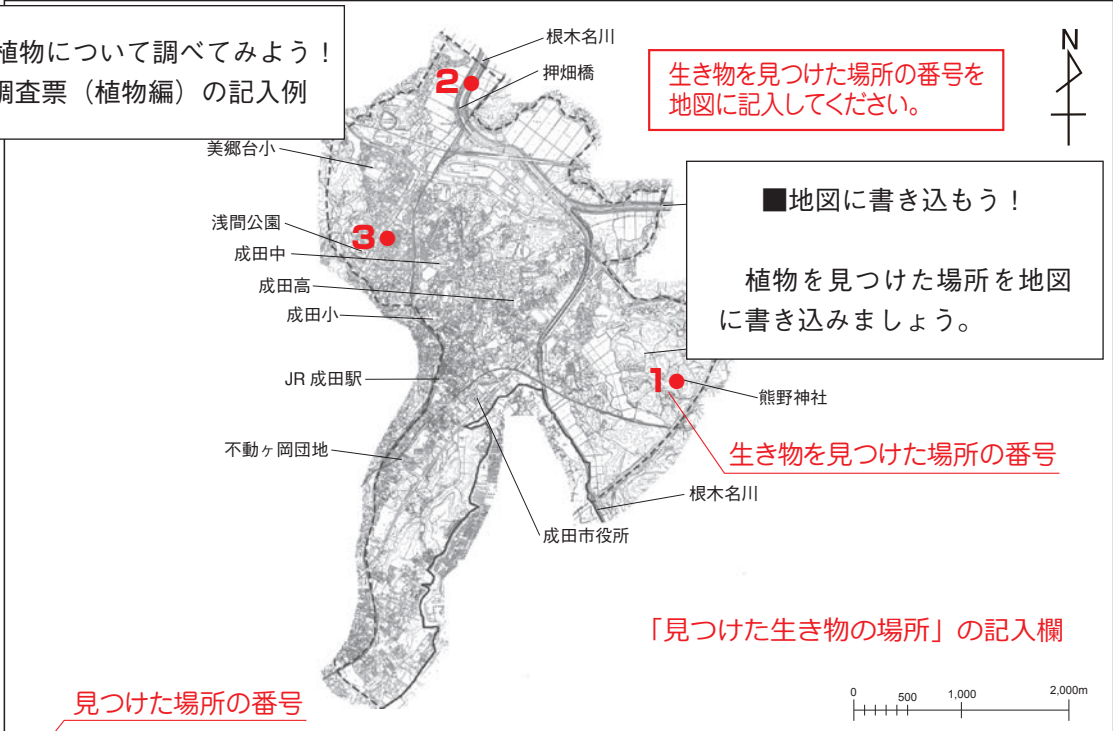 植物について調べてみよう！
調査票（植物編）の記入例
根木名川
押畑橋
2
生き物を見つけた場所の番号を
地図に記入してください。
N
美郷台小
■地図に書き込もう！
植物を見つけた場所を地図
に書き込みましょう。
浅間公園
3
成田中
成田高
成田小
JR 成田駅
1
熊野神社
不動ヶ岡団地
生き物を見つけた場所の番号
根木名川
成田市役所
「見つけた生き物の場所」の記入欄
見つけた場所の番号
0 500 1,000 2,000m